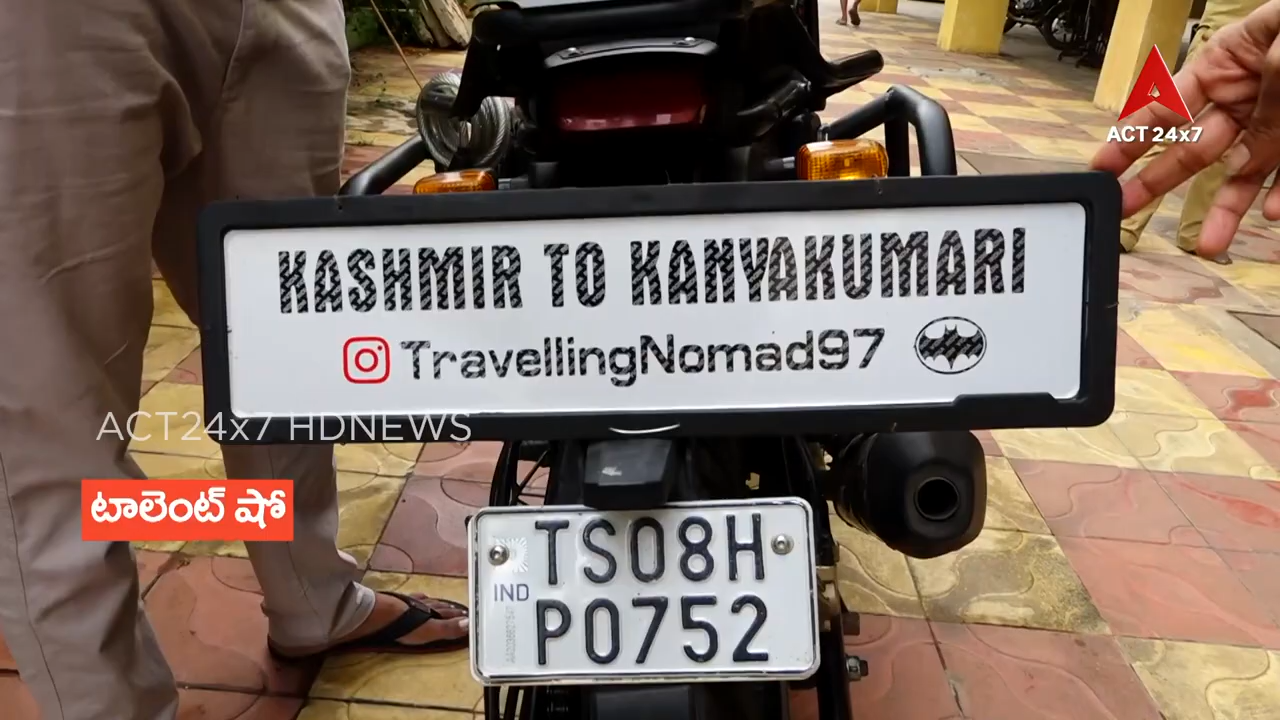 ACT 24x7
KASHMIR TO KANYAKUMARI
TravellingNomad97
ACT24x7 HDNEWS
టాలెంట్ షో
TS08H
IND
P0752